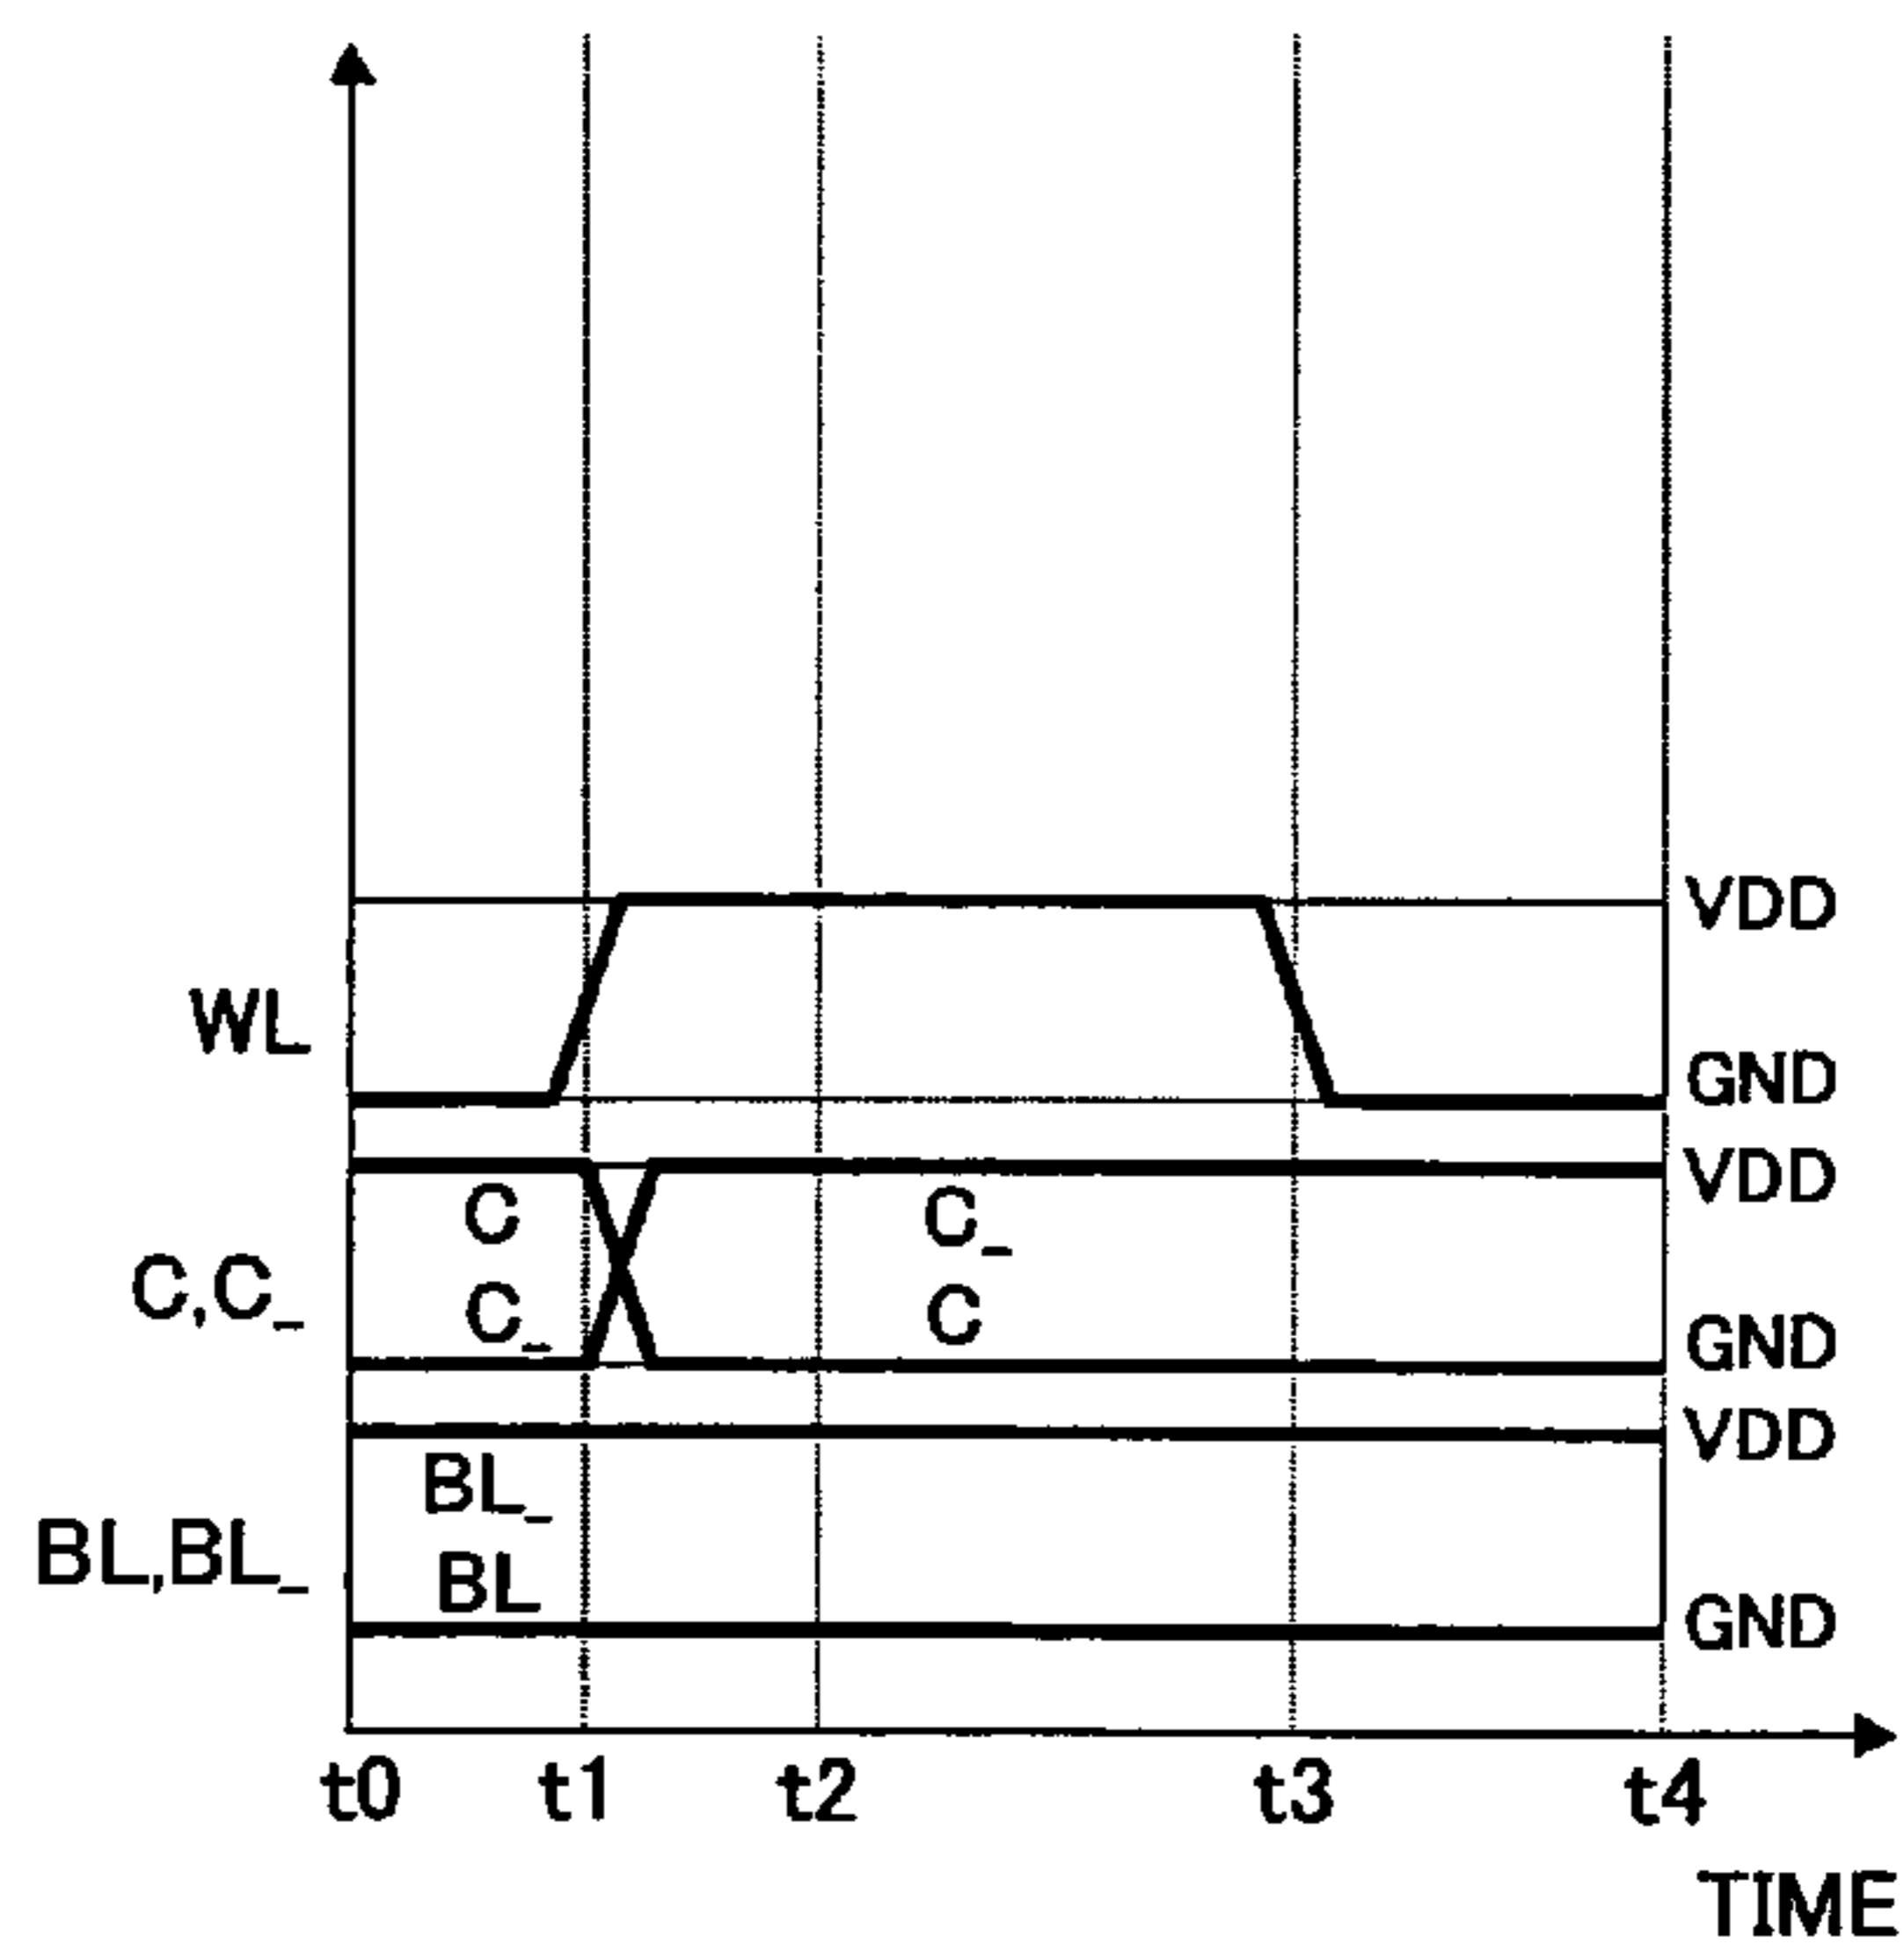 VDD
WL
GND
VDD
C C_
C,C_
C_ C
GND
VDD
BL_
BL,BL_
BL
GND
t0 t1 t2 t3 t4
TIME